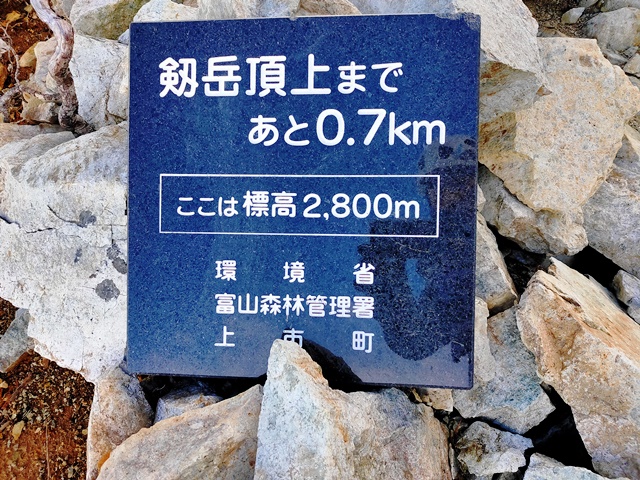 剱岳頂上まで
あと0.7km
ここは標高2,800m
環境省
富山森林管理署
上市町